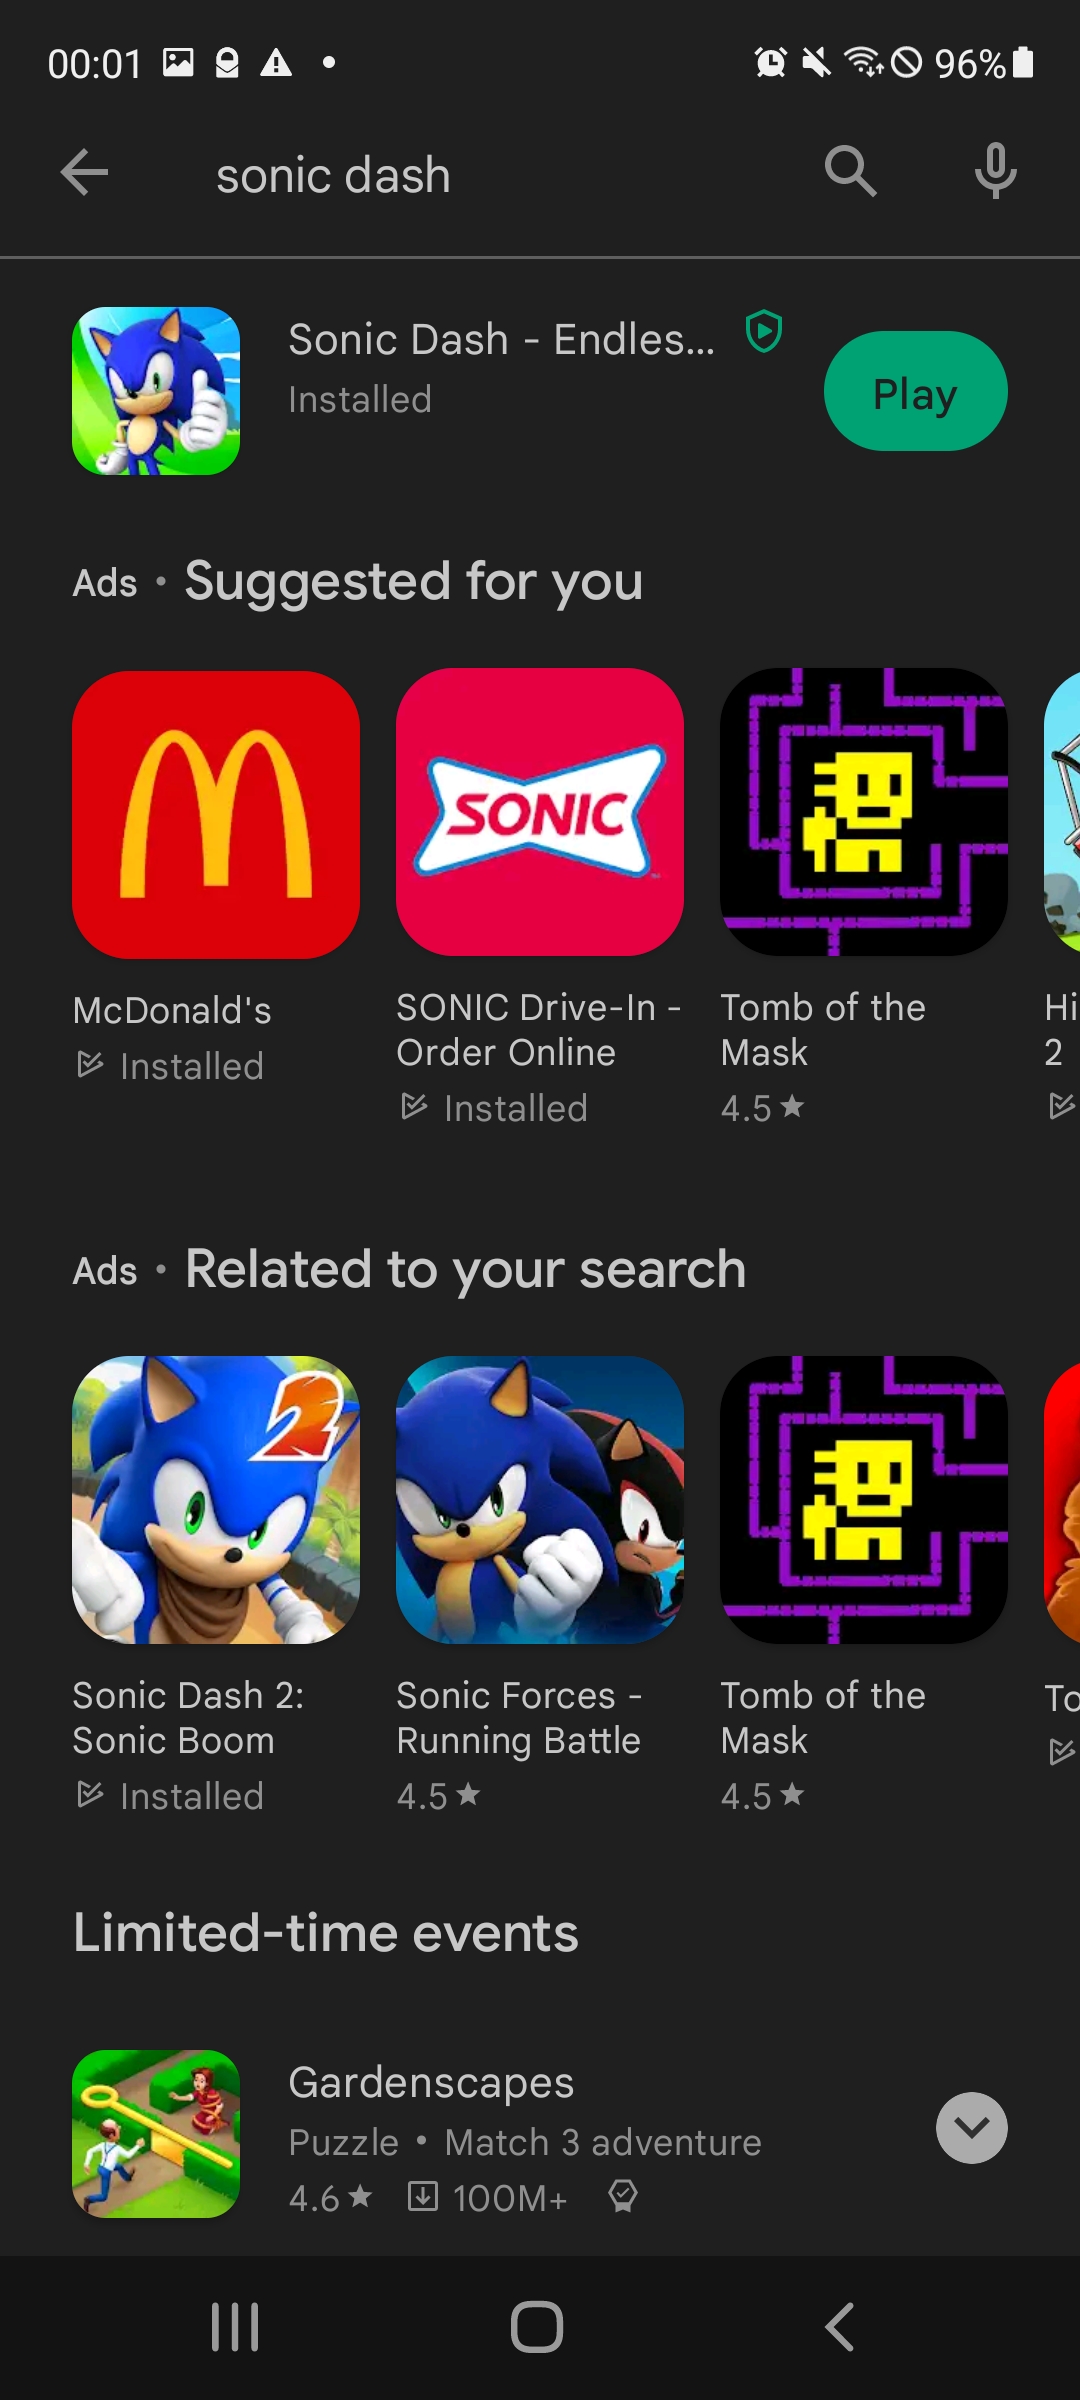 00:01
96%
sonic dash
Sonic Dash - Endles...
Installed
Play
Ads • Suggested for you
SONIC
McDonald's
Installed
SONIC Drive-In -
Order Online
Installed
Tomb of the
Mask
4.5★
Hi
2
Ads • Related to your search
2
Sonic Dash 2:
Sonic Boom
Installed
Sonic Forces -
Running Battle
4.5★
Tomb of the
Mask
4.5★
To
Limited-time events
Gardenscapes
Puzzle • Match 3 adventure
4.6★ 100M+